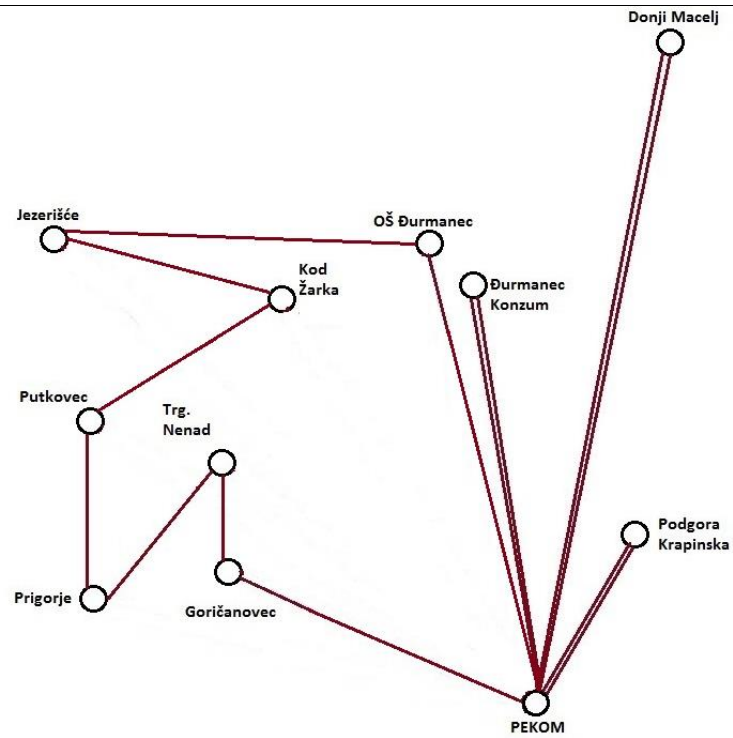 Donji Macelj
Jezerišće
OŠ Đurmanec
Kod
Žarka
Đurmanec
Konzum
Putkovec
Trg.
Nenad
Podgora
Krapinska
Prigorje
Goričanovec
PEKOM